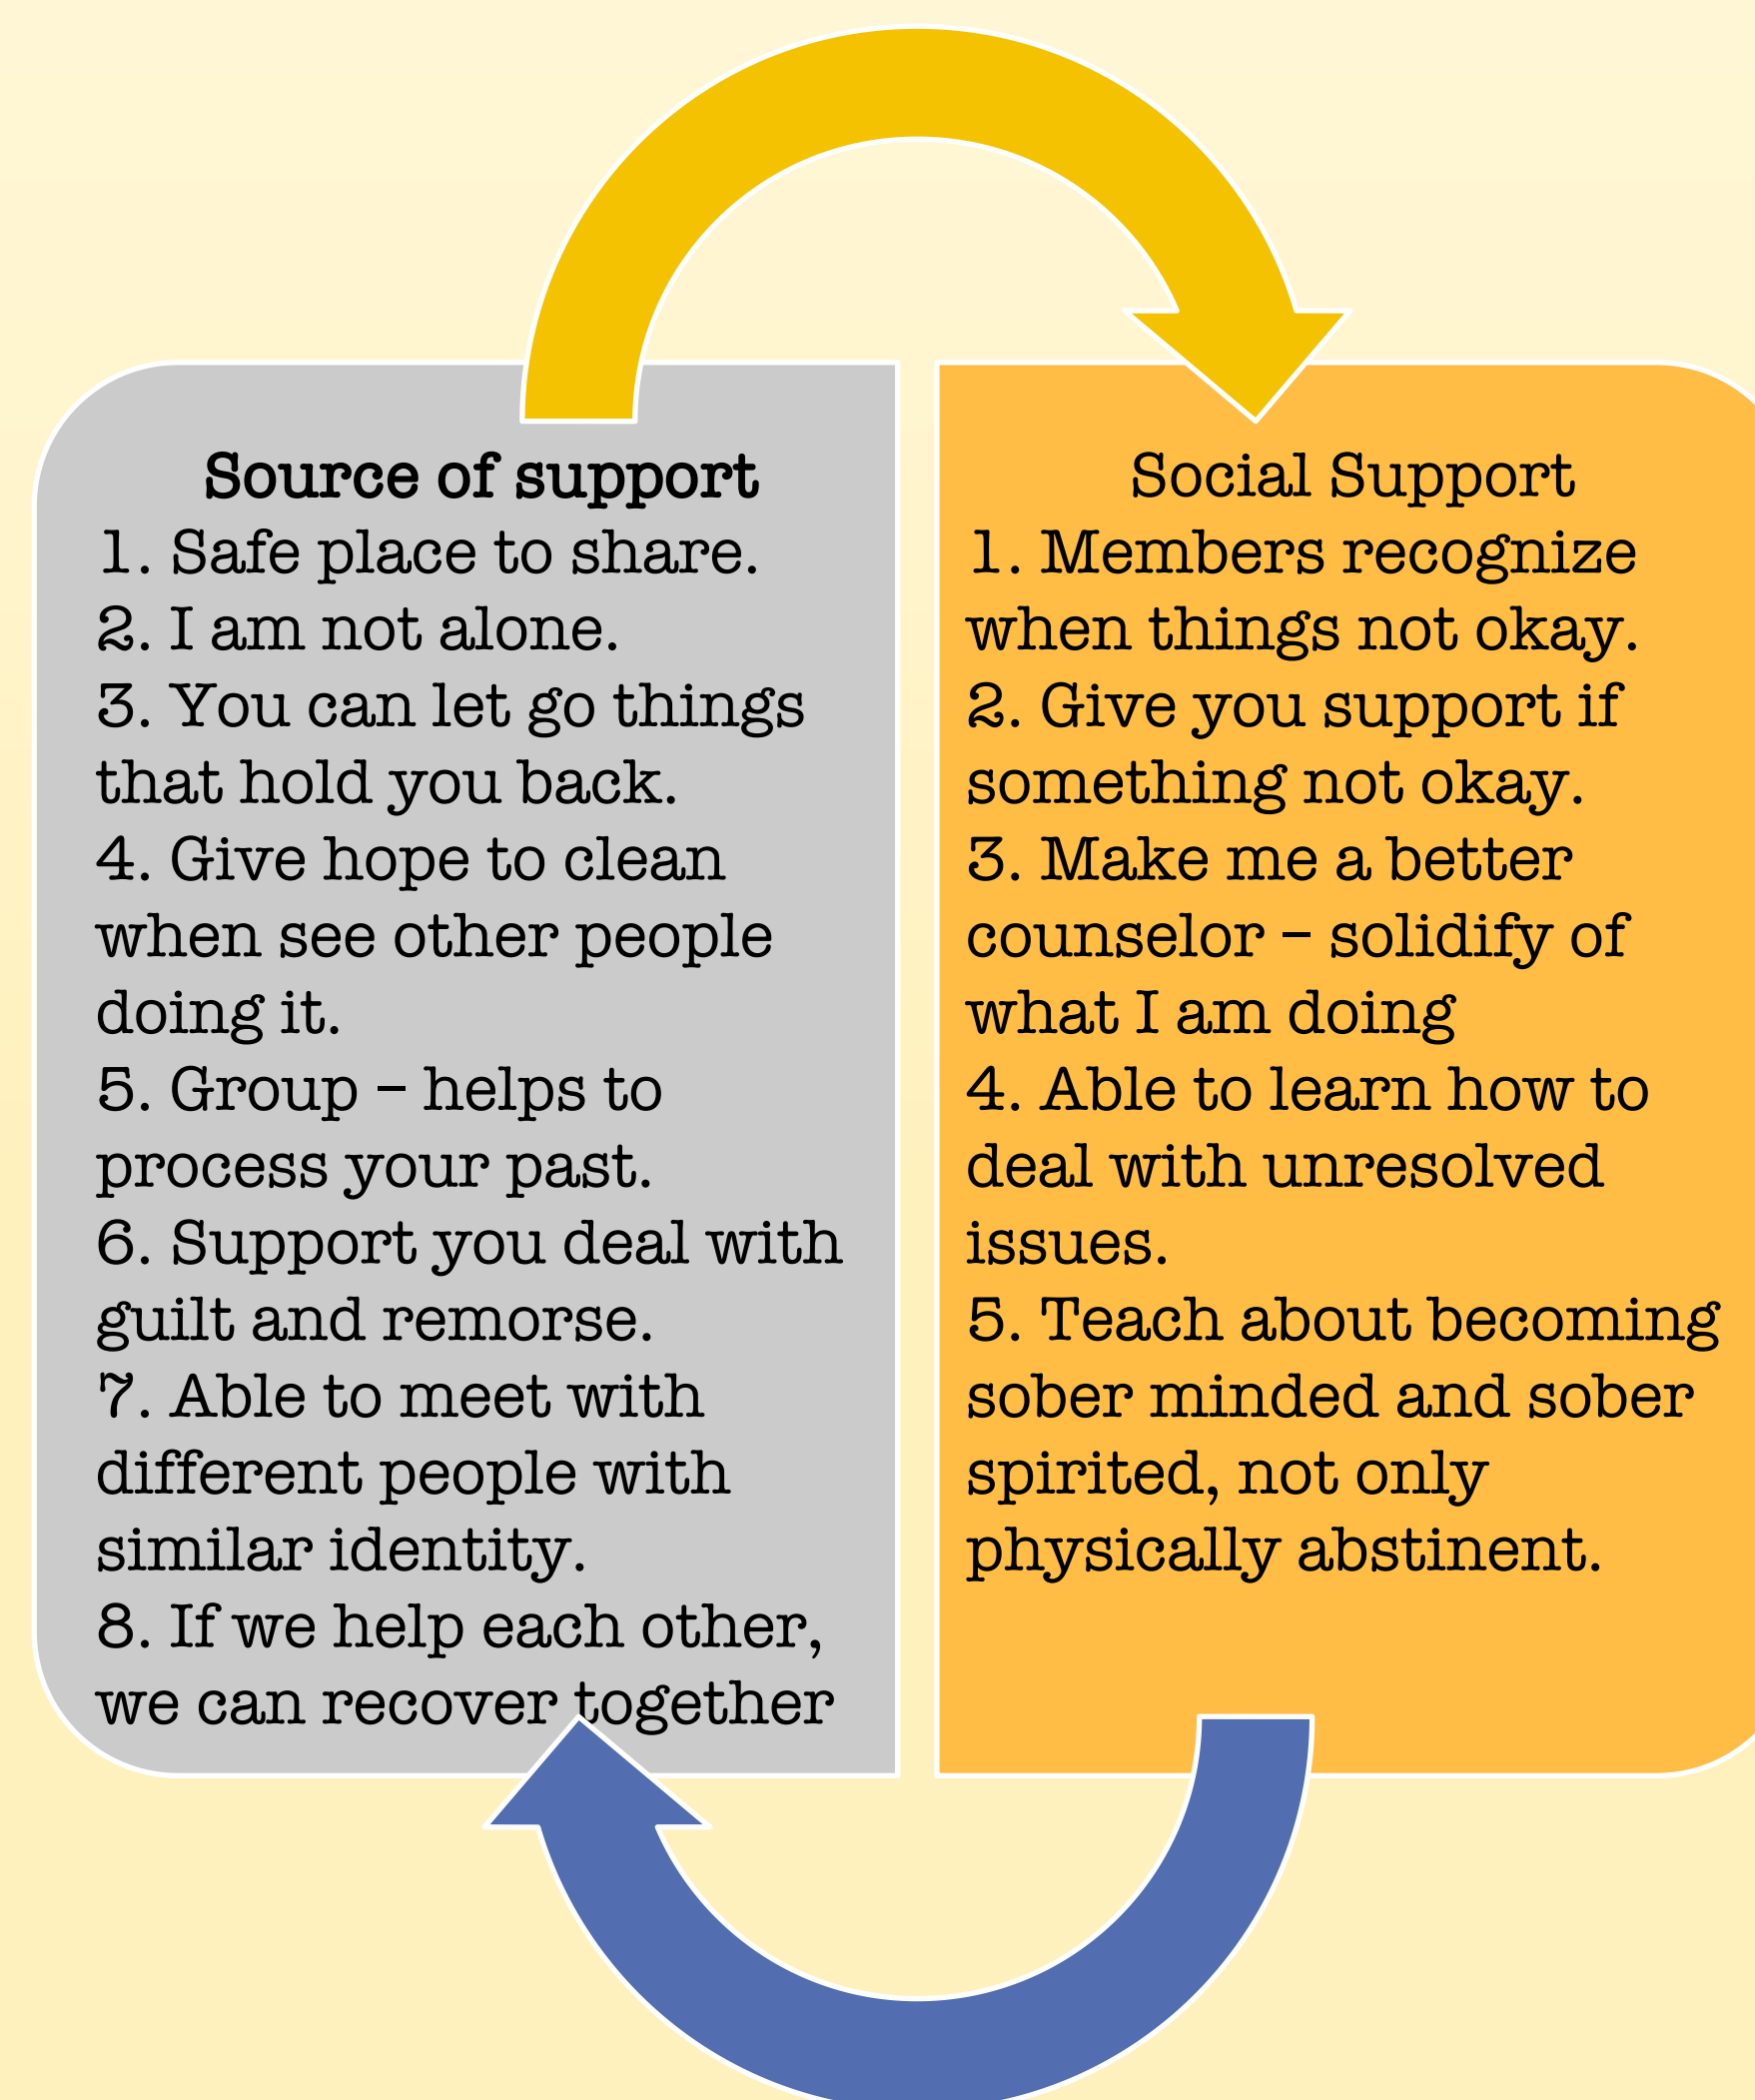 Source of support
1. Safe place to share.
2. I am not alone.
3. You can let go things
that hold you back.
4. Give hope to clean
when see other people
doing it.
5. Group – helps to
process your past.
6. Support you deal with
guilt and remorse.
7. Able to meet with
different people with
similar identity.
8. If we help each other,
we can recover together
Social Support
1. Members recognize
when things not okay.
2. Give you support if
something not okay.
3. Make me a better
counselor – solidify of
what I am doing
4. Able to learn how to
deal with unresolved
issues.
5. Teach about becoming
sober minded and sober
spirited, not only
physically abstinent.